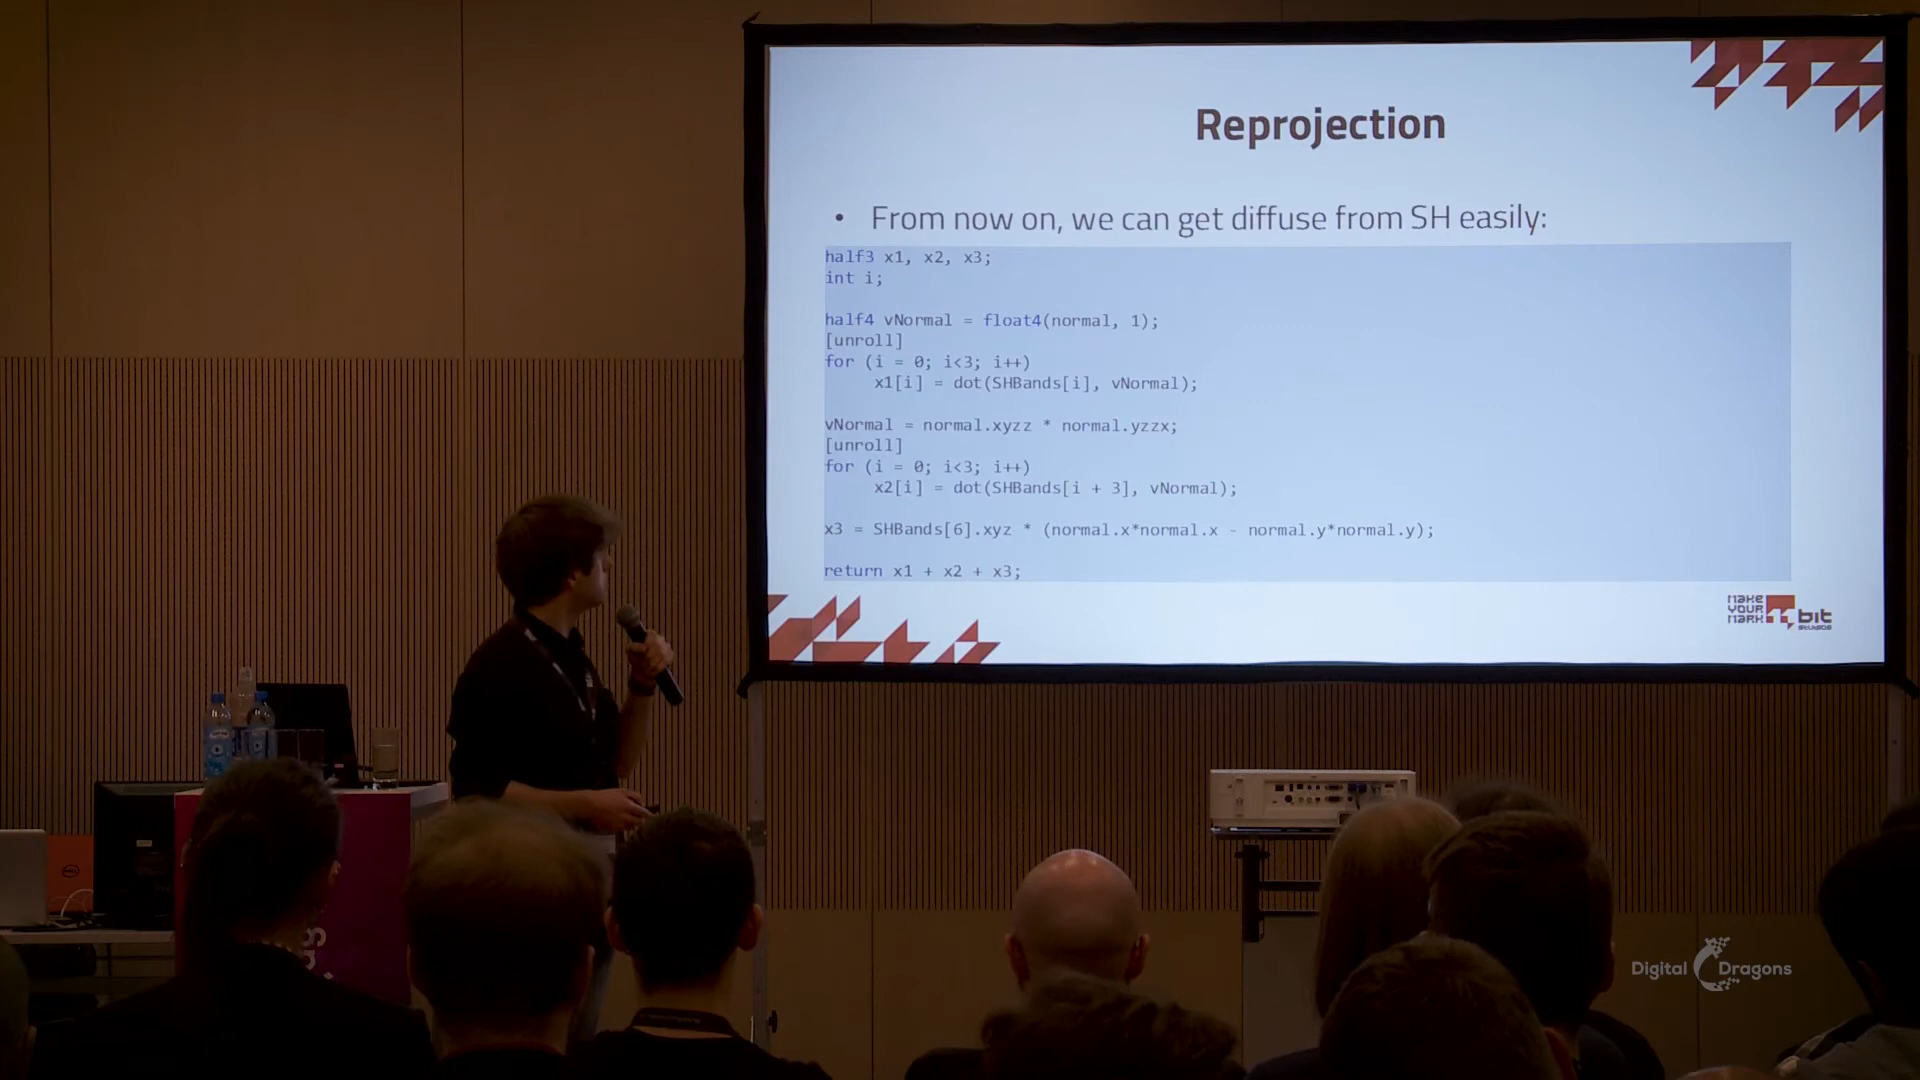 Reprojection
• From now on, we can get diffuse from SH easily:
half3 x1, x2, x3;
int i;
half4 vNormal = float4(normal, 1);
[unroll]
for (i = 0; i<3; i++)
x1[i] = dot(SHBands[i], vNormal);
vNormal = normal.xyzz * normal.yzzx;
[unroll]
for (i = 0; i<3; i++)
x2[i] = dot(SHBands[i + 3], vNormal);
x3 = SHBands[6].xyz * (normal.x*normal.x - normal.y*normal.y);
return x1 + x2 + x3;
MAKE
YOUR
MARK
11 bit
STUDIOS
DELL
Digital Dragons